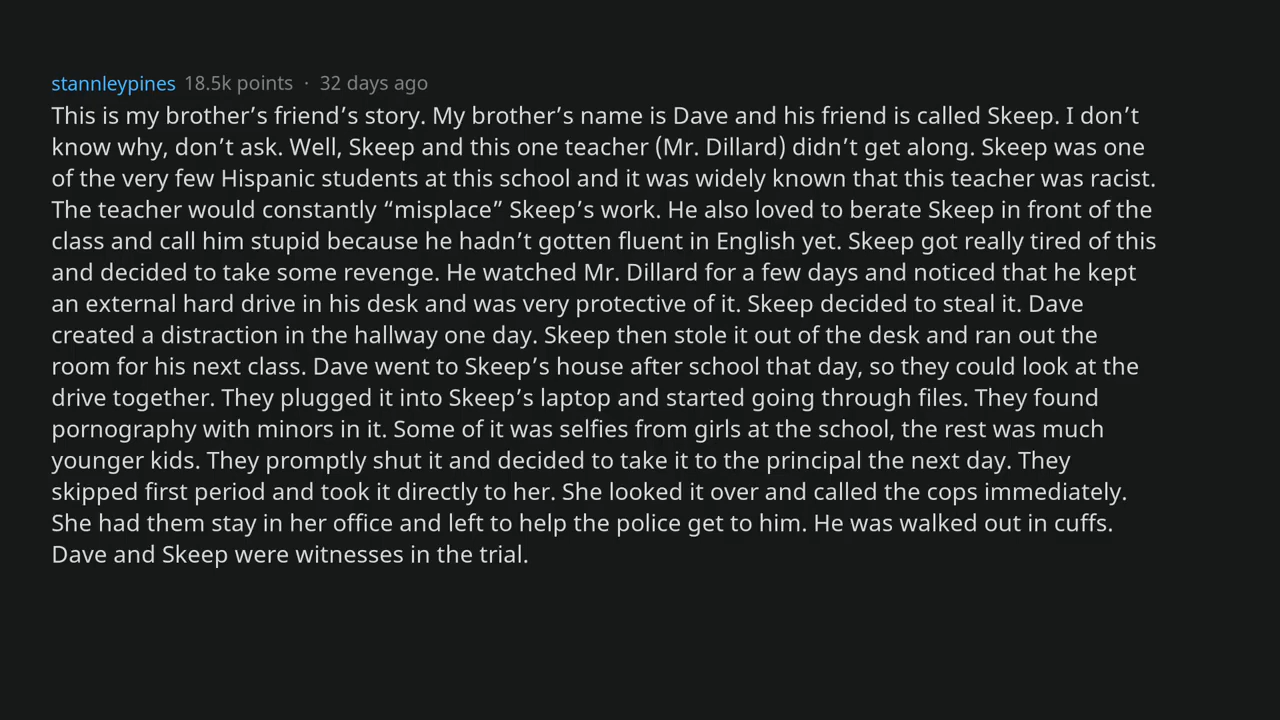 stannleypines 18.5k points · 32 days ago
This is my brother’s friend’s story. My brother’s name is Dave and his friend is called Skeep. I don’t
know why, don’t ask. Well, Skeep and this one teacher (Mr. Dillard) didn’t get along. Skeep was one
of the very few Hispanic students at this school and it was widely known that this teacher was racist.
The teacher would constantly “misplace” Skeep’s work. He also loved to berate Skeep in front of the
class and call him stupid because he hadn’t gotten fluent in English yet. Skeep got really tired of this
and decided to take some revenge. He watched Mr. Dillard for a few days and noticed that he kept
an external hard drive in his desk and was very protective of it. Skeep decided to steal it. Dave
created a distraction in the hallway one day. Skeep then stole it out of the desk and ran out the
room for his next class. Dave went to Skeep’s house after school that day, so they could look at the
drive together. They plugged it into Skeep’s laptop and started going through files. They found
pornography with minors in it. Some of it was selfies from girls at the school, the rest was much
younger kids. They promptly shut it and decided to take it to the principal the next day. They
skipped first period and took it directly to her. She looked it over and called the cops immediately.
She had them stay in her office and left to help the police get to him. He was walked out in cuffs.
Dave and Skeep were witnesses in the trial.